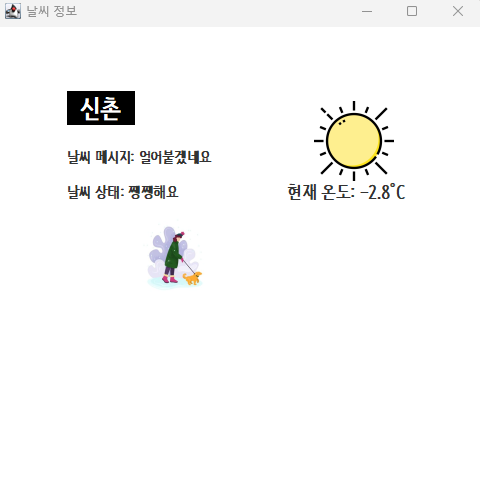 날씨 정보
신촌
날씨 메시지: 얼어붙겠네요
날씨 상태: 쨍쨍해요
현재 온도: -2.8˚C